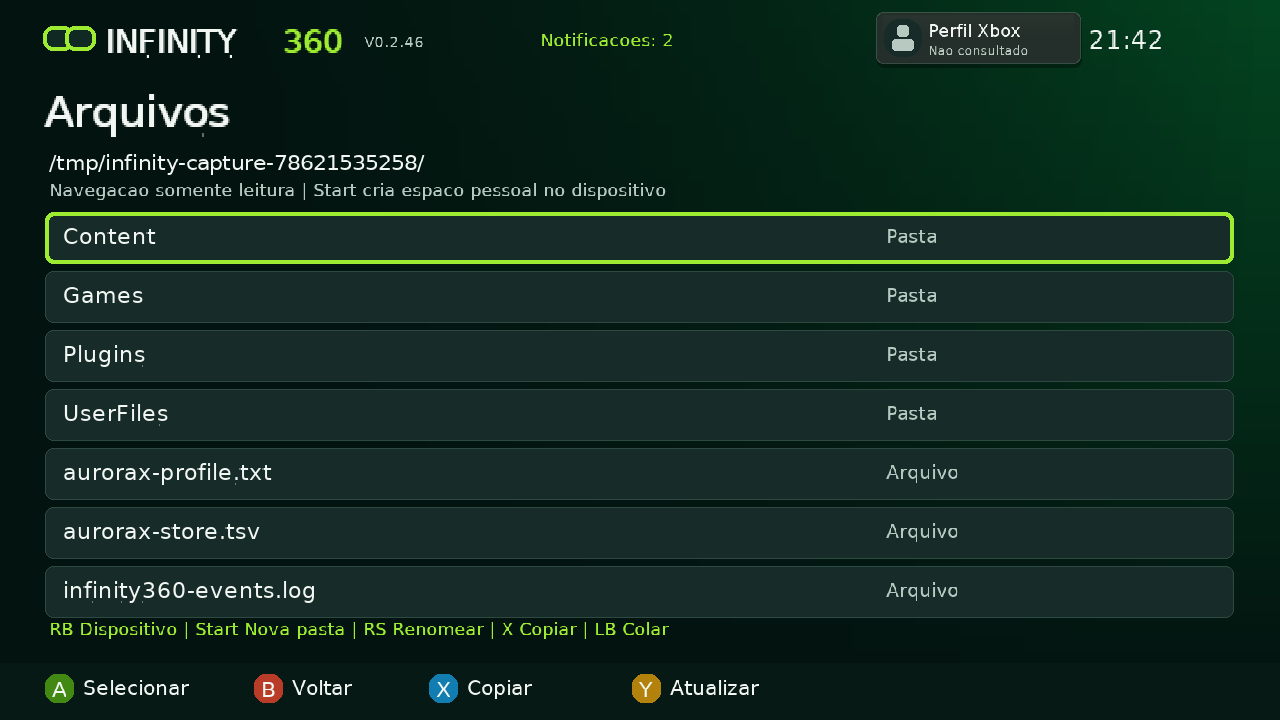 INFINITY 360 V0.2.46 Notificacoes: 2 Perfil Xbox 21:42
Nao consultado
Arquivos
/tmp/infinity-capture-78621535258/
Navegacao somente leitura | Start cria espaco pessoal no dispositivo
Content Pasta
Games Pasta
Plugins Pasta
UserFiles Pasta
aurorax-profile.txt Arquivo
aurorax-store.tsv Arquivo
infinity360-events.log Arquivo
RB Dispositivo | Start Nova pasta | RS Renomear | X Copiar | LB Colar
A Selecionar B Voltar X Copiar Y Atualizar